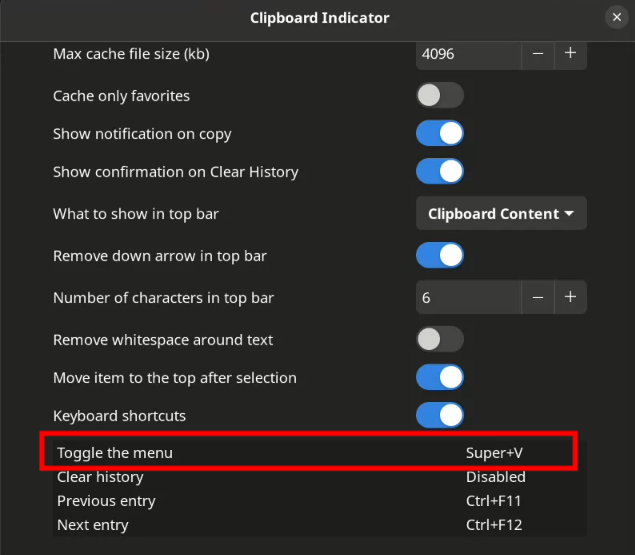 Clipboard Indicator
Max cache file size (kb) 4096
Cache only favorites
Show notification on copy
Show confirmation on Clear History
What to show in top bar Clipboard Content
Remove down arrow in top bar
Number of characters in top bar 6
Remove whitespace around text
Move item to the top after selection
Keyboard shortcuts
Toggle the menu Super+V
Clear history Disabled
Previous entry Ctrl+F11
Next entry Ctrl+F12